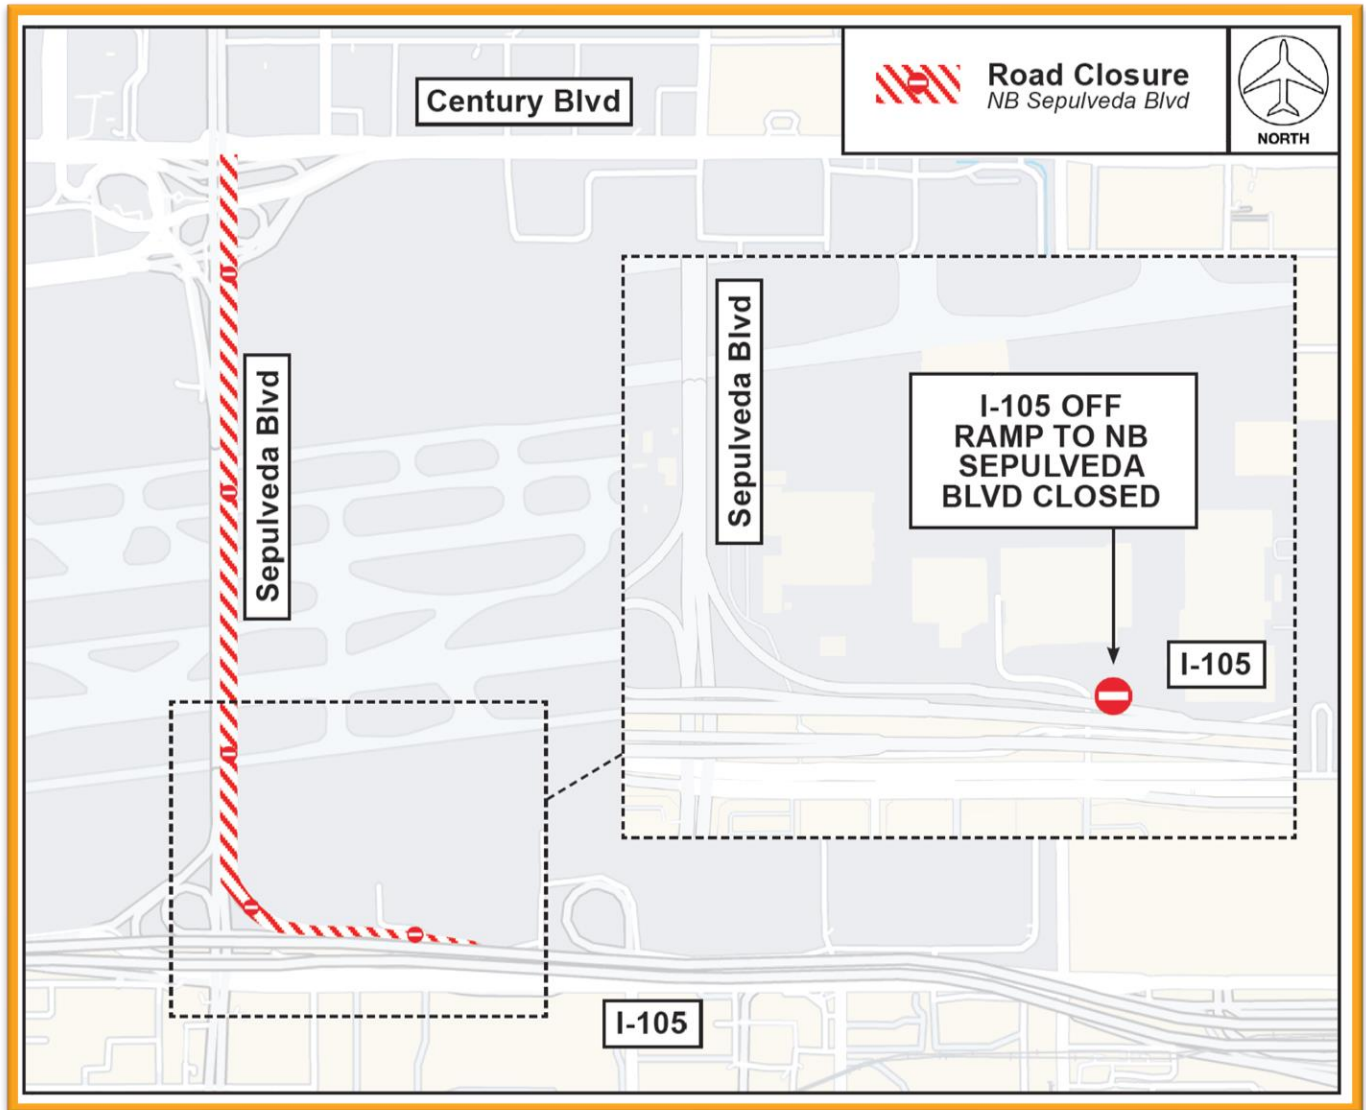 Century Blvd
Road Closure
NB Sepulveda Blvd
NORTH
Sepulveda Blvd
Sepulveda Blvd
I-105 OFF
RAMP TO NB
SEPULVEDA
BLVD CLOSED
I-105
I-105